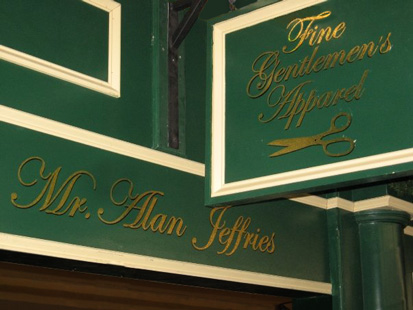 Fine
Gentlemen's
Apparel
Mr. Alan Jeffries